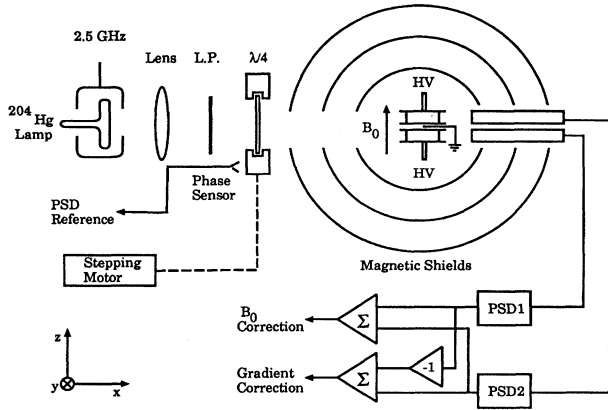 2.5 GHz
Lens
L.P.
λ/4
204 Hg
Lamp
HV
B0
HV
Phase
Sensor
PSD
Reference
Stepping
Motor
Magnetic Shields
B0
Correction
Σ
PSD1
-1
Gradient
Correction
Σ
PSD2
z
y
x